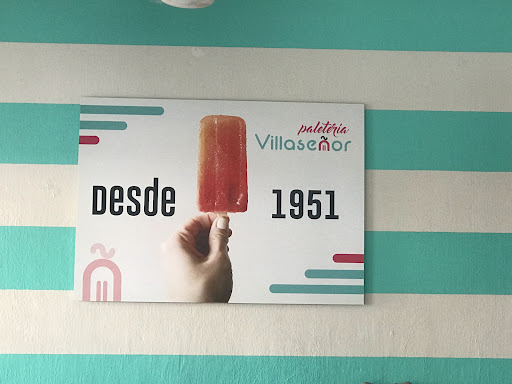 paletería
Villaseñor
Desde 1951
ñ